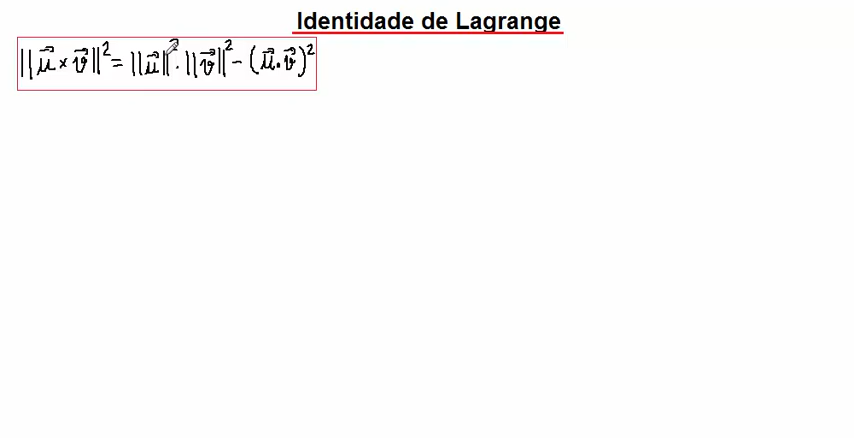 Identidade de Lagrange
||u⃗ × v⃗||² = ||u⃗||² . ||v⃗||² − (u⃗ . v⃗)²